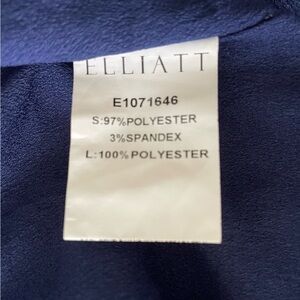 ELLIATT
E1071646
S:97%POLYESTER
3%SPANDEX
L:100%POLYESTER